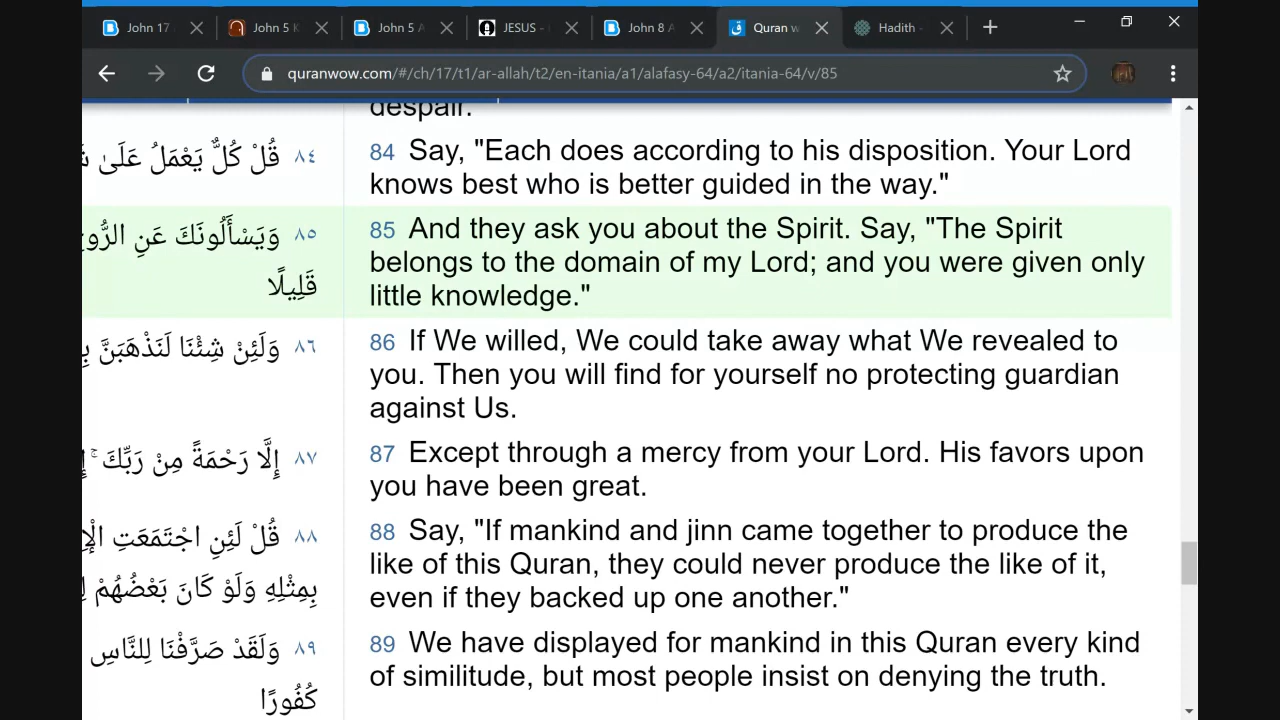 John 17
John 5 K
John 5 A
JESUS -
John 8 A
Quran w
Hadith -
quranwow.com/#/ch/17/t1/ar-allah/t2/en-itania/a1/alafasy-64/a2/itania-64/v/85
despair.
84 Say, "Each does according to his disposition. Your Lord
knows best who is better guided in the way."
85 And they ask you about the Spirit. Say, "The Spirit
belongs to the domain of my Lord; and you were given only
little knowledge."
86 If We willed, We could take away what We revealed to
you. Then you will find for yourself no protecting guardian
against Us.
87 Except through a mercy from your Lord. His favors upon
you have been great.
88 Say, "If mankind and jinn came together to produce the
like of this Quran, they could never produce the like of it,
even if they backed up one another."
89 We have displayed for mankind in this Quran every kind
of similitude, but most people insist on denying the truth.
٨٤ قُلْ كُلٌّ يَعْمَلُ عَلَىٰ
٨٥ وَيَسْأَلُونَكَ عَنِ الرُّو
قَلِيلًا
٨٦ وَلَئِنْ شِئْنَا لَنَذْهَبَنَّ
٨٧ إِلَّا رَحْمَةً مِنْ رَبِّكَ ۚ
٨٨ قُلْ لَئِنِ اجْتَمَعَتِ
بِمِثْلِهِ وَلَوْ كَانَ بَعْضُهُمْ
٨٩ وَلَقَدْ صَرَّفْنَا لِلنَّاسِ
كُفُورًا